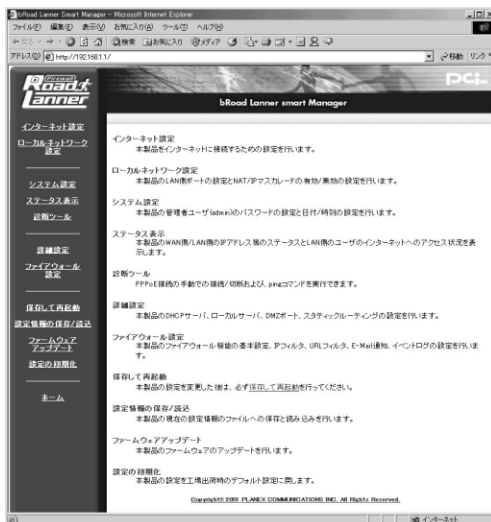 bRoad Lanner Smart Manager - Microsoft Internet Explorer
ファイル(F) 編集(E) 表示(V) お気に入り(A) ツール(T) ヘルプ(H)
検索 お気に入り メディア
アドレス(D) http://192.168.1.1/ 移動 リンク
Firewall
Road
Lanner
PCi
bRoad Lanner smart Manager
インターネット設定
ローカルネットワーク
設定
システム設定
ステータス表示
診断ツール
詳細設定
ファイアウォール
設定
保存して再起動
設定情報の保存/読込
ファームウェア
アップデート
設定の初期化
ホーム
インターネット設定
本製品をインターネットに接続するための設定を行います。
ローカルネットワーク設定
本製品のLAN側ポートの設定とNAT/IPマスカレードの有効/無効の設定を行います。
システム設定
本製品の管理者ユーザ(admin)のパスワードの設定と日付/時刻の設定を行います。
ステータス表示
本製品のWAN側/LAN側のIPアドレス等のステータスとLAN側のユーザのインターネットへのアクセス状況を表
示します。
診断ツール
PPPoE接続の手動での接続/切断および、pingコマンドを実行できます。
詳細設定
本製品のDHCPサーバ、ローカルサーバ、DMZポート、スタティックルーティングの設定を行います。
ファイアウォール設定
本製品のファイアウォール機能の基本設定、IPフィルタ、URLフィルタ、E-Mail通知、イベントログの設定を行いま
す。
保存して再起動
本製品の設定を変更した後は、必ず保存して再起動を行ってください。
設定情報の保存/読込
本製品の現在の設定情報のファイルへの保存と読み込みを行います。
ファームウェアアップデート
本製品のファームウェアのアップデートを行います。
設定の初期化
本製品の設定を工場出荷時のデフォルト設定に戻します。
Copyright© 2001 PLANEX COMMUNICATIONS INC. All Rights Reserved.
インターネット